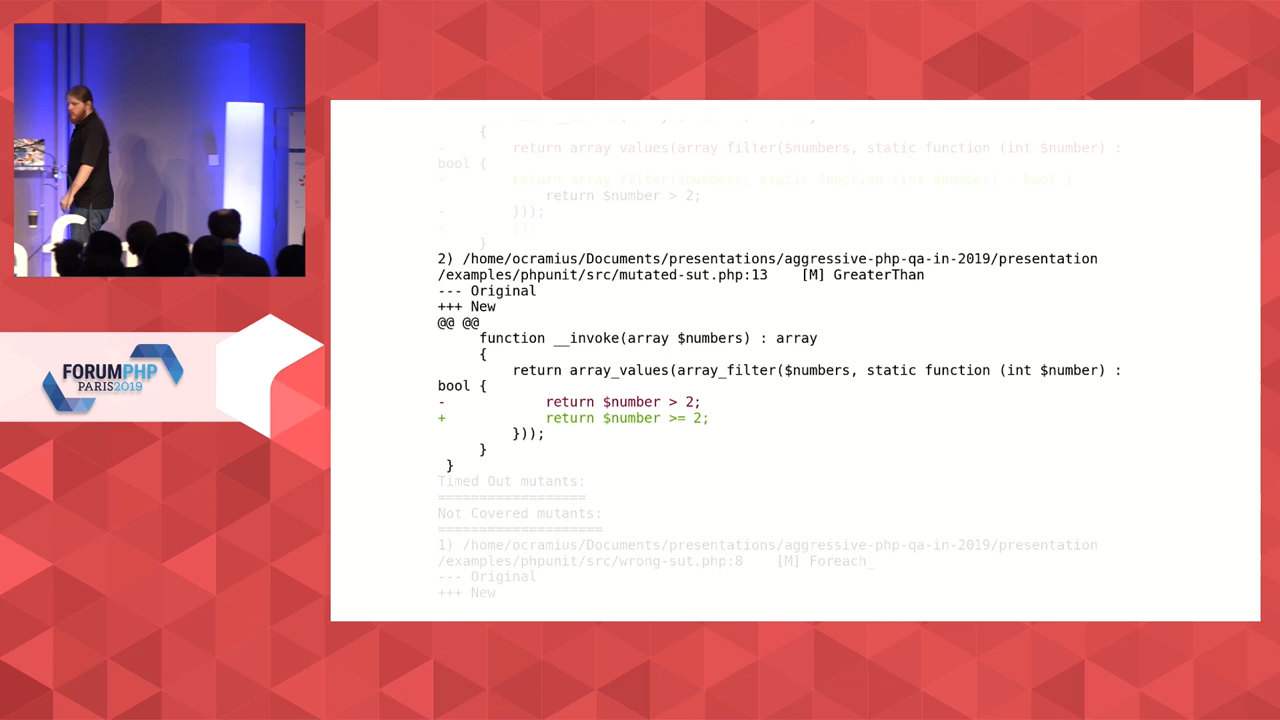 {
-        return array_values(array_filter($numbers, static function (int $number) :
bool {
+        return array_filter($numbers, static function (int $number) : bool {
             return $number > 2;
-        }));
+        });
     }
2) /home/ocramius/Documents/presentations/aggressive-php-qa-in-2019/presentation
/examples/phpunit/src/mutated-sut.php:13    [M] GreaterThan
--- Original
+++ New
@@ @@
     function __invoke(array $numbers) : array
     {
         return array_values(array_filter($numbers, static function (int $number) :
bool {
-            return $number > 2;
+            return $number >= 2;
         }));
     }
 }
Timed Out mutants:
==================
Not Covered mutants:
====================
1) /home/ocramius/Documents/presentations/aggressive-php-qa-in-2019/presentation
/examples/phpunit/src/wrong-sut.php:8    [M] Foreach_
--- Original
+++ New
FORUMPHP
PARIS2019